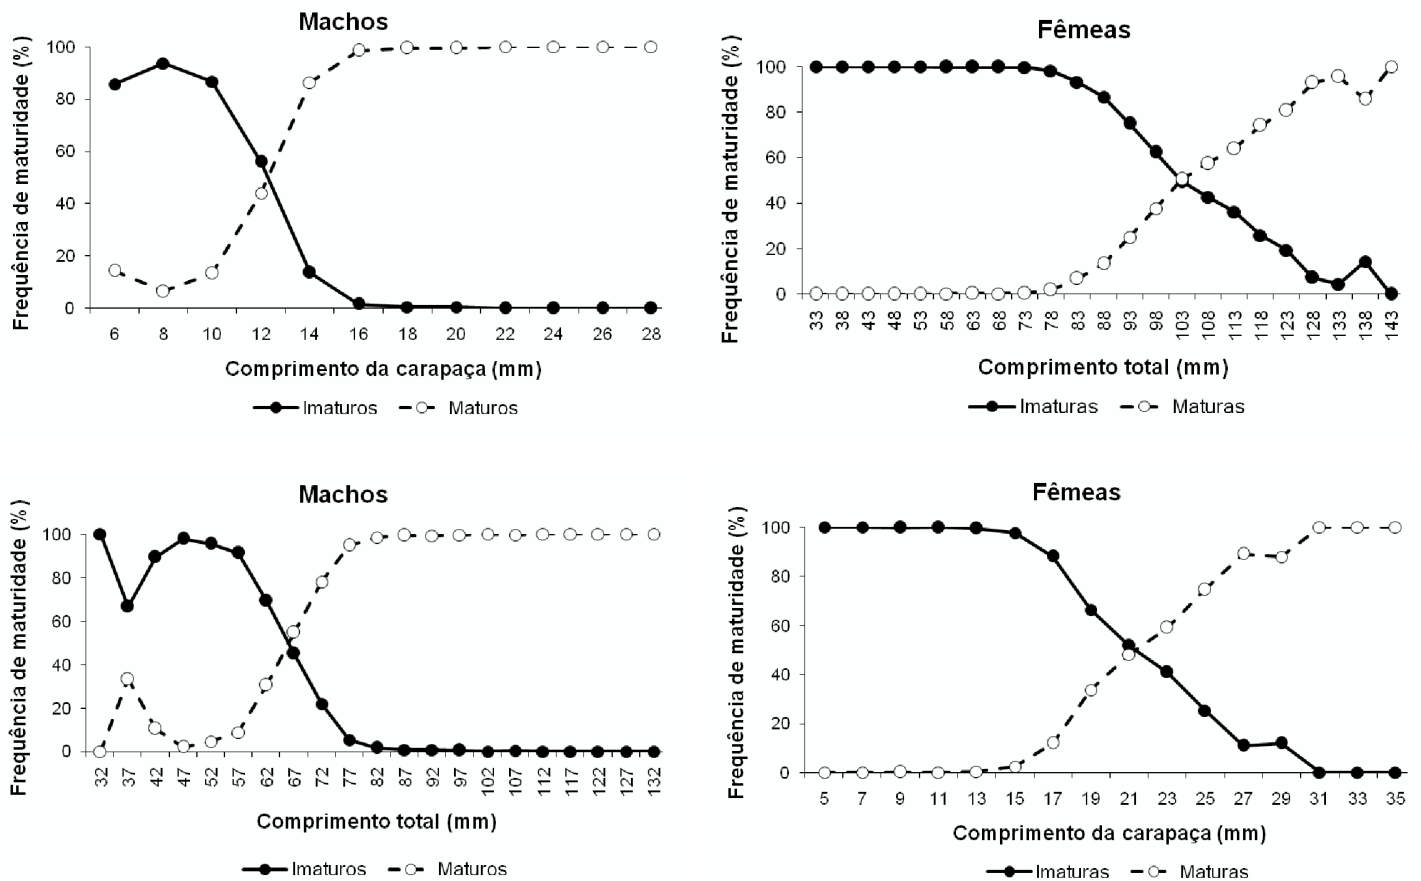 Machos
Frequência de maturidade (%)
100
80
60
40
20
0
6 8 10 12 14 16 18 20 22 24 26 28
Comprimento da carapaça (mm)
Imaturos Maturos
Fêmeas
Frequência de maturidade (%)
100
80
60
40
20
0
33 38 43 48 53 58 63 68 73 78 83 88 93 98 103 108 113 118 123 128 133 138 143
Comprimento total (mm)
Imaturas Maturas
Machos
Frequência de maturidade (%)
100
80
60
40
20
0
32 37 42 47 52 57 62 67 72 77 82 87 92 97 102 107 112 117 122 127 132
Comprimento total (mm)
Imaturos Maturos
Fêmeas
Frequência de maturidade (%)
100
80
60
40
20
0
5 7 9 11 13 15 17 19 21 23 25 27 29 31 33 35
Comprimento da carapaça (mm)
Imaturas Maturas